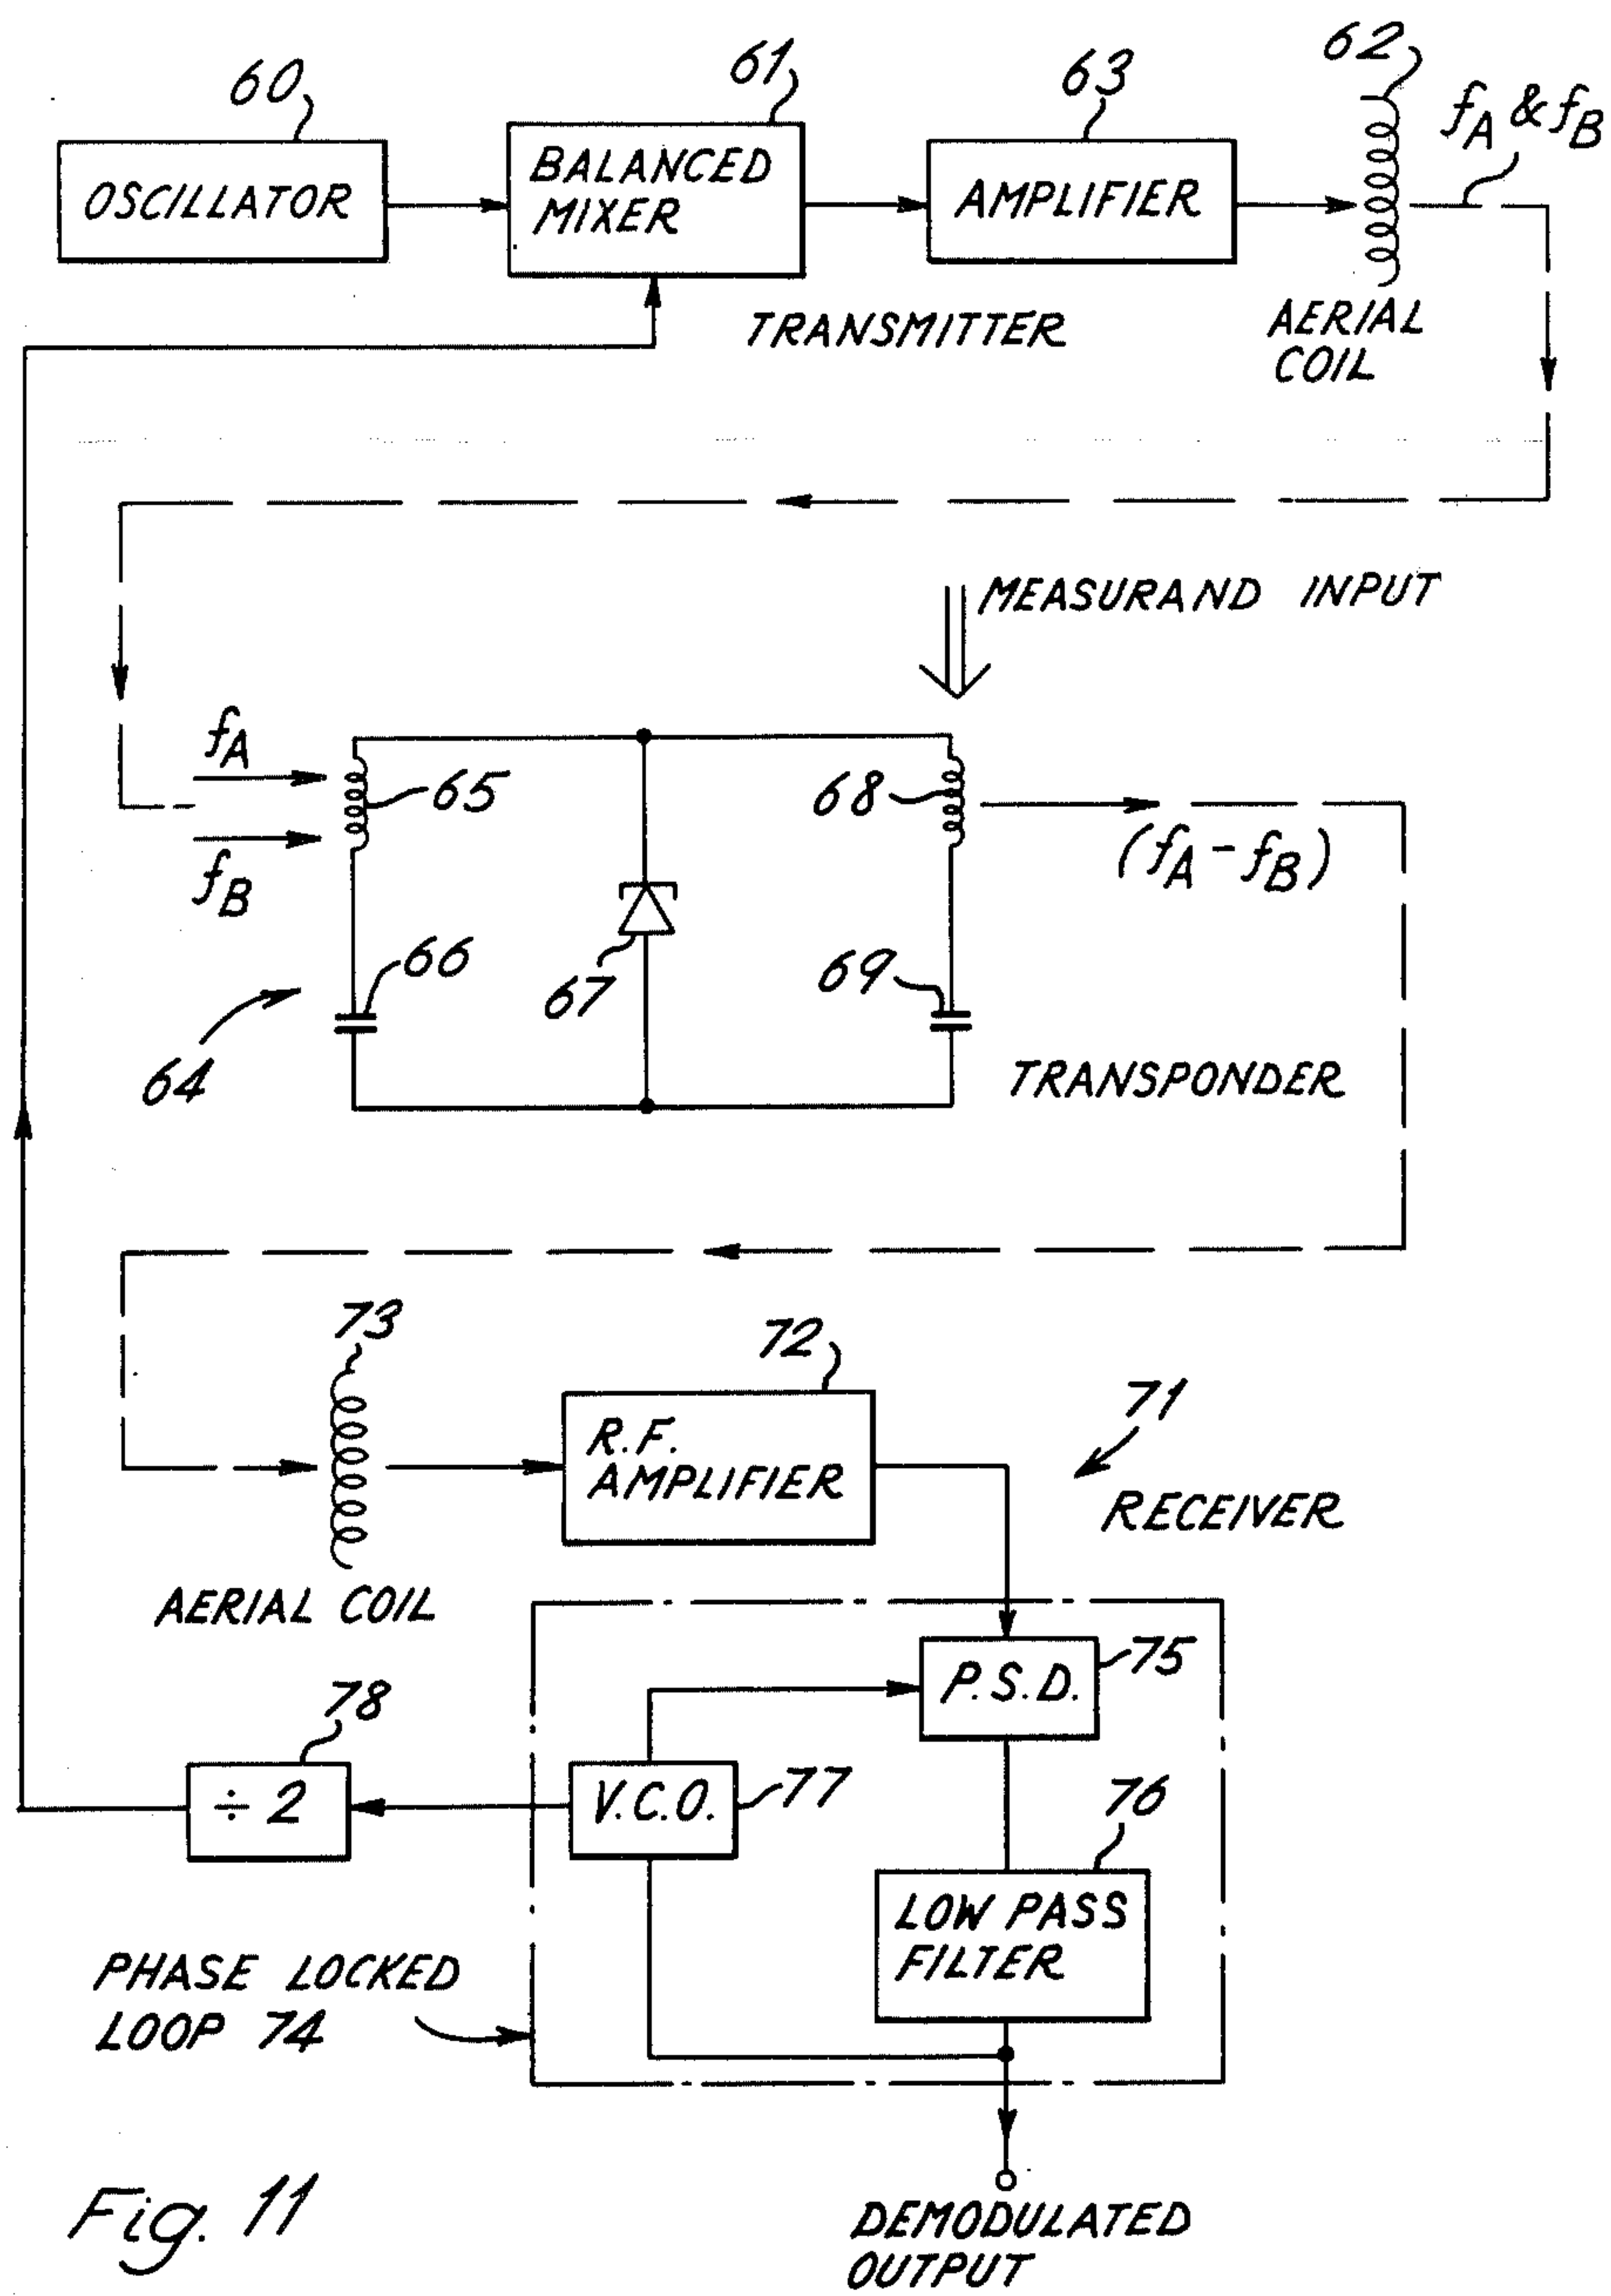 60
61
63
62
fA & fB
OSCILLATOR
BALANCED
MIXER
AMPLIFIER
TRANSMITTER
AERIAL
COIL
MEASURAND INPUT
fA
65
68
fB
(fA - fB)
66
67
69
64
TRANSPONDER
73
72
71
R.F.
AMPLIFIER
RECEIVER
AERIAL COIL
P.S.D.
75
78
÷ 2
V.C.O.
77
76
LOW PASS
FILTER
PHASE LOCKED
LOOP 74
Fig. 11
DEMODULATED
OUTPUT